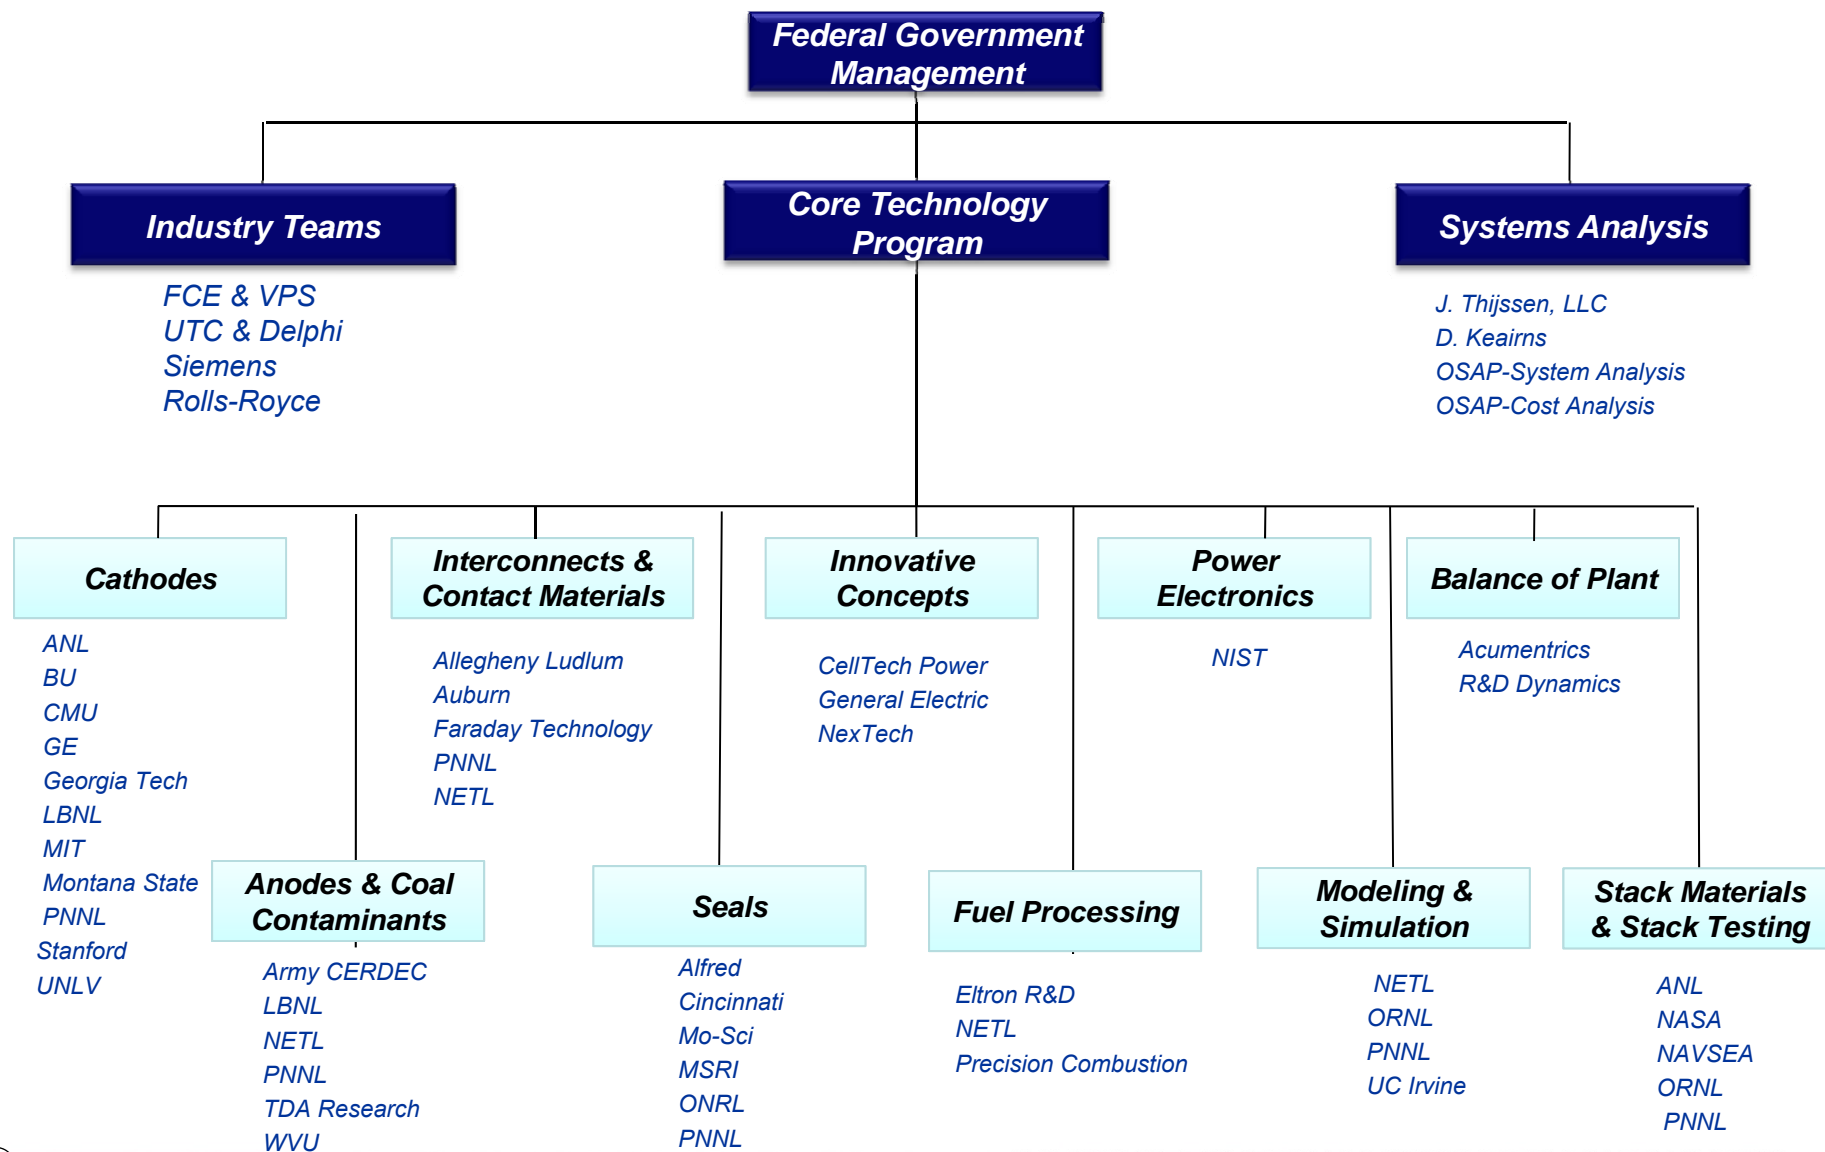 Federal Government
Management
Industry Teams
FCE & VPS
UTC & Delphi
Siemens
Rolls-Royce
Core Technology
Program
Systems Analysis
J. Thijssen, LLC
D. Keairns
OSAP-System Analysis
OSAP-Cost Analysis
Cathodes
ANL
BU
CMU
GE
Georgia Tech
LBNL
MIT
Montana State
PNNL
Stanford
UNLV
Anodes & Coal
Contaminants
Army CERDEC
LBNL
NETL
PNNL
TDA Research
WVU
Interconnects &
Contact Materials
Allegheny Ludlum
Auburn
Faraday Technology
PNNL
NETL
Seals
Alfred
Cincinnati
Mo-Sci
MSRI
ONRL
PNNL
Innovative
Concepts
CellTech Power
General Electric
NexTech
Fuel Processing
Eltron R&D
NETL
Precision Combustion
Power
Electronics
NIST
Modeling &
Simulation
NETL
ORNL
PNNL
UC Irvine
Balance of Plant
Acumentrics
R&D Dynamics
Stack Materials
& Stack Testing
ANL
NASA
NAVSEA
ORNL
PNNL